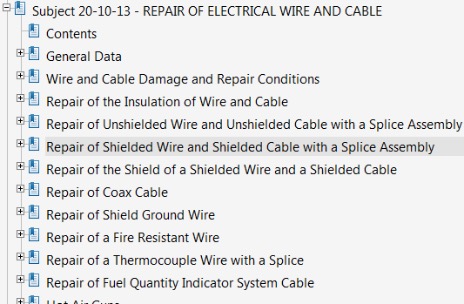 Subject 20-10-13 - REPAIR OF ELECTRICAL WIRE AND CABLE
Contents
General Data
Wire and Cable Damage and Repair Conditions
Repair of the Insulation of Wire and Cable
Repair of Unshielded Wire and Unshielded Cable with a Splice Assembly
Repair of Shielded Wire and Shielded Cable with a Splice Assembly
Repair of the Shield of a Shielded Wire and a Shielded Cable
Repair of Coax Cable
Repair of Shield Ground Wire
Repair of a Fire Resistant Wire
Repair of a Thermocouple Wire with a Splice
Repair of Fuel Quantity Indicator System Cable
Hot Air Guns